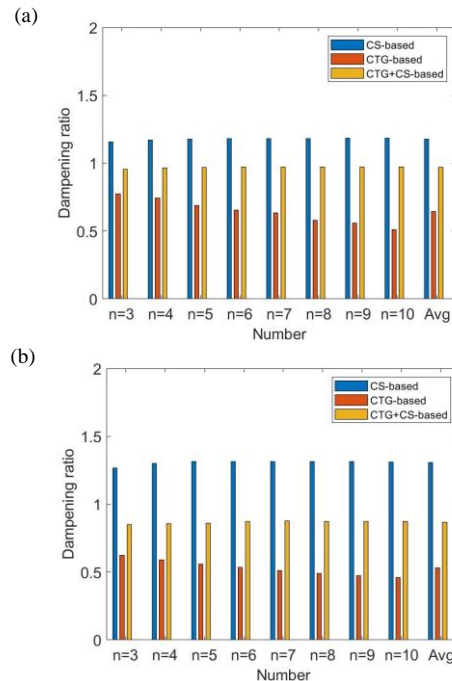 (a)
2
CS-based
CTG-based
CTG+CS-based
1.5
1
0.5
0
Dampening ratio
n=3 n=4 n=5 n=6 n=7 n=8 n=9 n=10 Avg
Number
(b)
2
CS-based
CTG-based
CTG+CS-based
1.5
1
0.5
0
Dampening ratio
n=3 n=4 n=5 n=6 n=7 n=8 n=9 n=10 Avg
Number